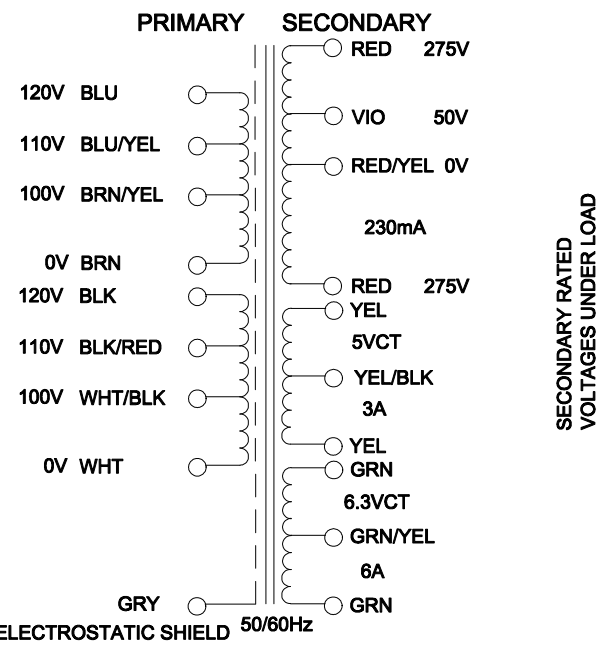 PRIMARY SECONDARY
RED 275V
120V BLU
VIO 50V
110V BLU/YEL
RED/YEL 0V
100V BRN/YEL
230mA
0V BRN
RED 275V
120V BLK
YEL
5VCT
110V BLK/RED
YEL/BLK
100V WHT/BLK
3A
YEL
0V WHT
GRN
6.3VCT
GRN/YEL
6A
GRY
GRN
ELECTROSTATIC SHIELD 50/60Hz
SECONDARY RATED
VOLTAGES UNDER LOAD